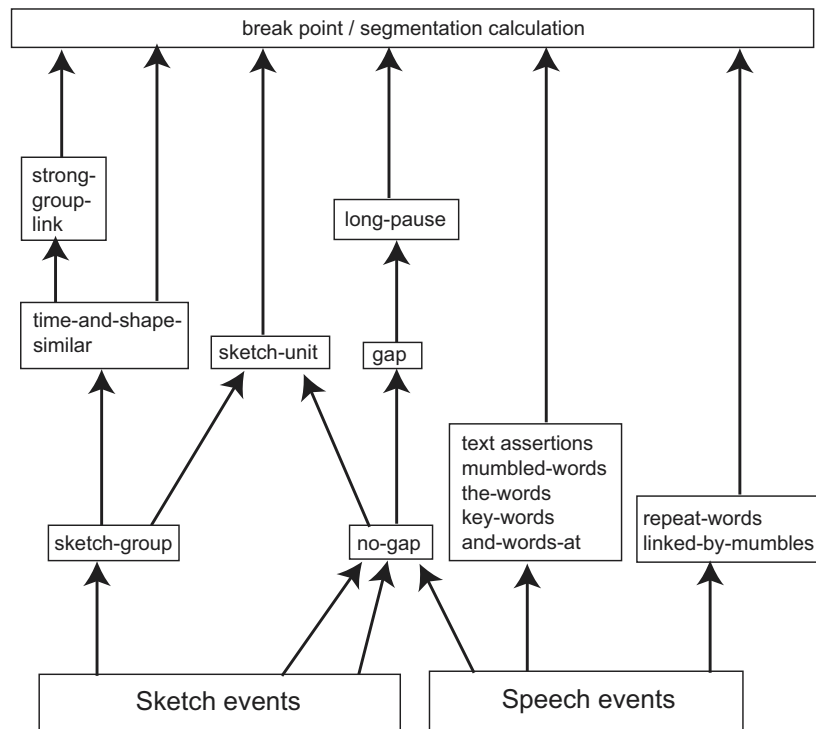 break point / segmentation calculation
strong-
group-
link
long-pause
time-and-shape-
similar
sketch-unit
gap
text assertions
mumbled-words
the-words
key-words
and-words-at
repeat-words
linked-by-mumbles
sketch-group
no-gap
Sketch events
Speech events